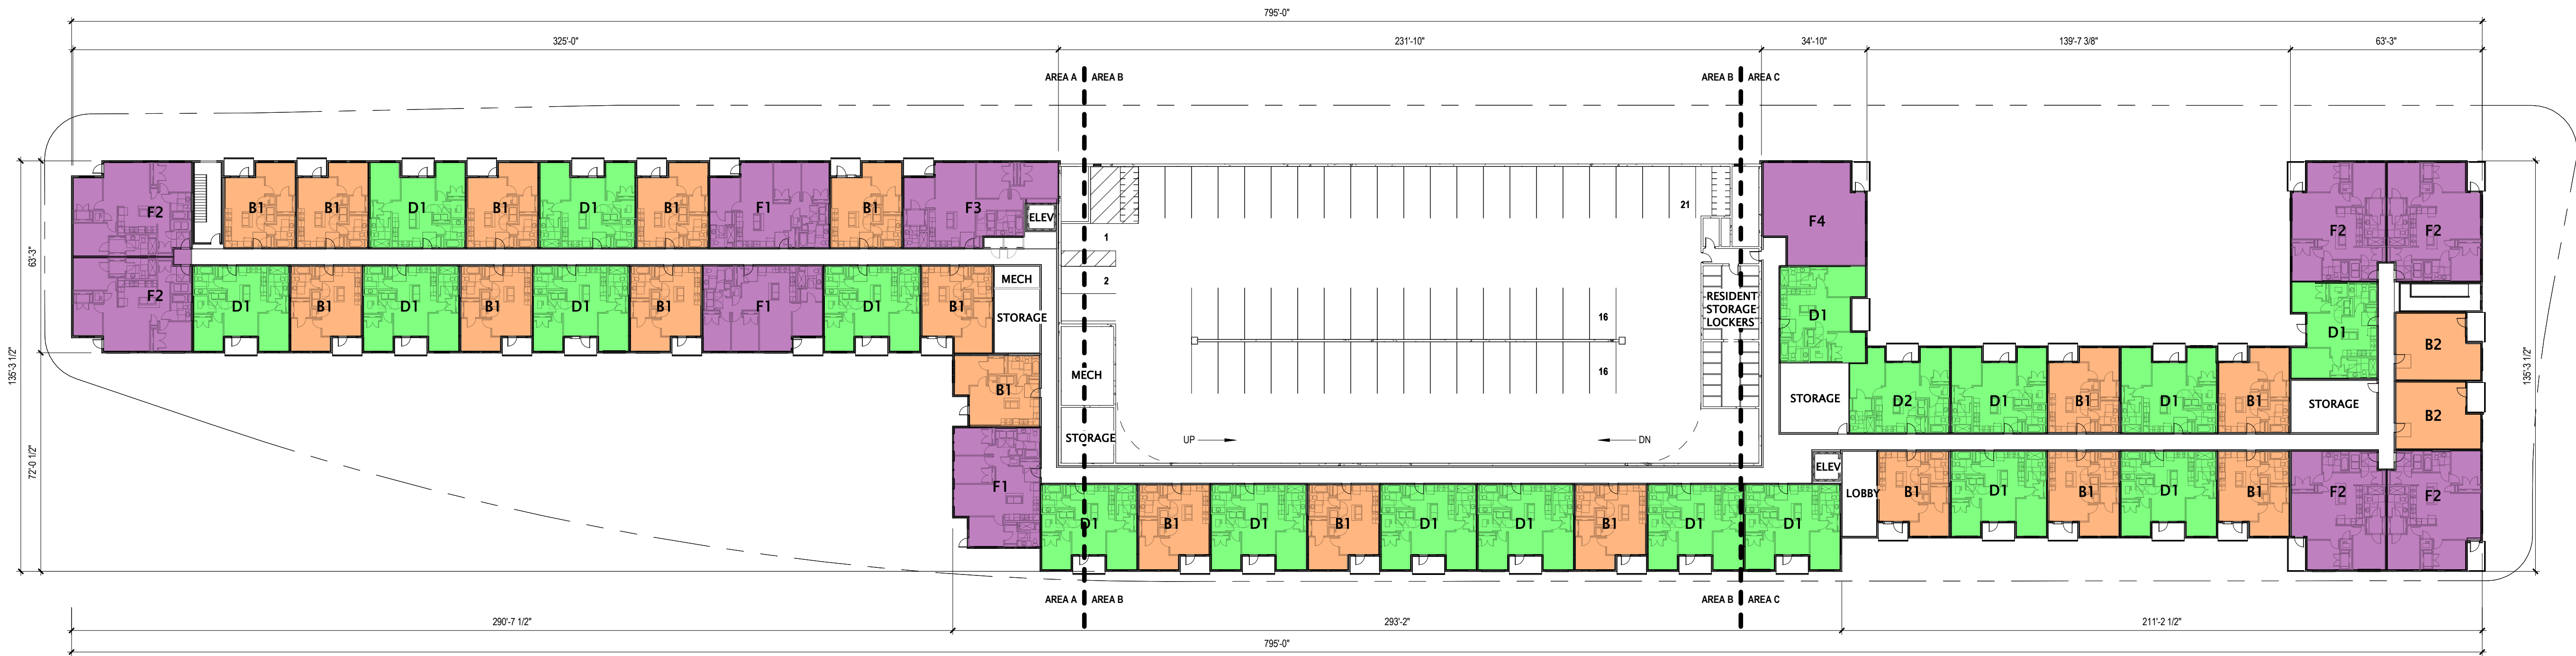 795'-0"
325'-0"
231'-10"
34'-10"
139'-7 3/8"
63'-3"
AREA A
AREA B
AREA B
AREA C
F2
B1
B1
D1
B1
D1
B1
F1
B1
F3
ELEV
F4
F2
F2
21
1
2
63'-3"
F2
D1
B1
D1
B1
D1
B1
F1
D1
B1
MECH
STORAGE
RESIDENT
STORAGE
LOCKERS
16
16
D1
D1
B2
135'-3 1/2"
135'-3 1/2"
MECH
B1
STORAGE
D2
D1
B1
D1
B1
STORAGE
B2
STORAGE
UP
DN
72'-0 1/2"
F1
ELEV
LOBBY
B1
D1
B1
D1
B1
F2
F2
D1
B1
D1
B1
D1
D1
B1
D1
D1
AREA A
AREA B
AREA B
AREA C
290'-7 1/2"
293'-2"
211'-2 1/2"
795'-0"